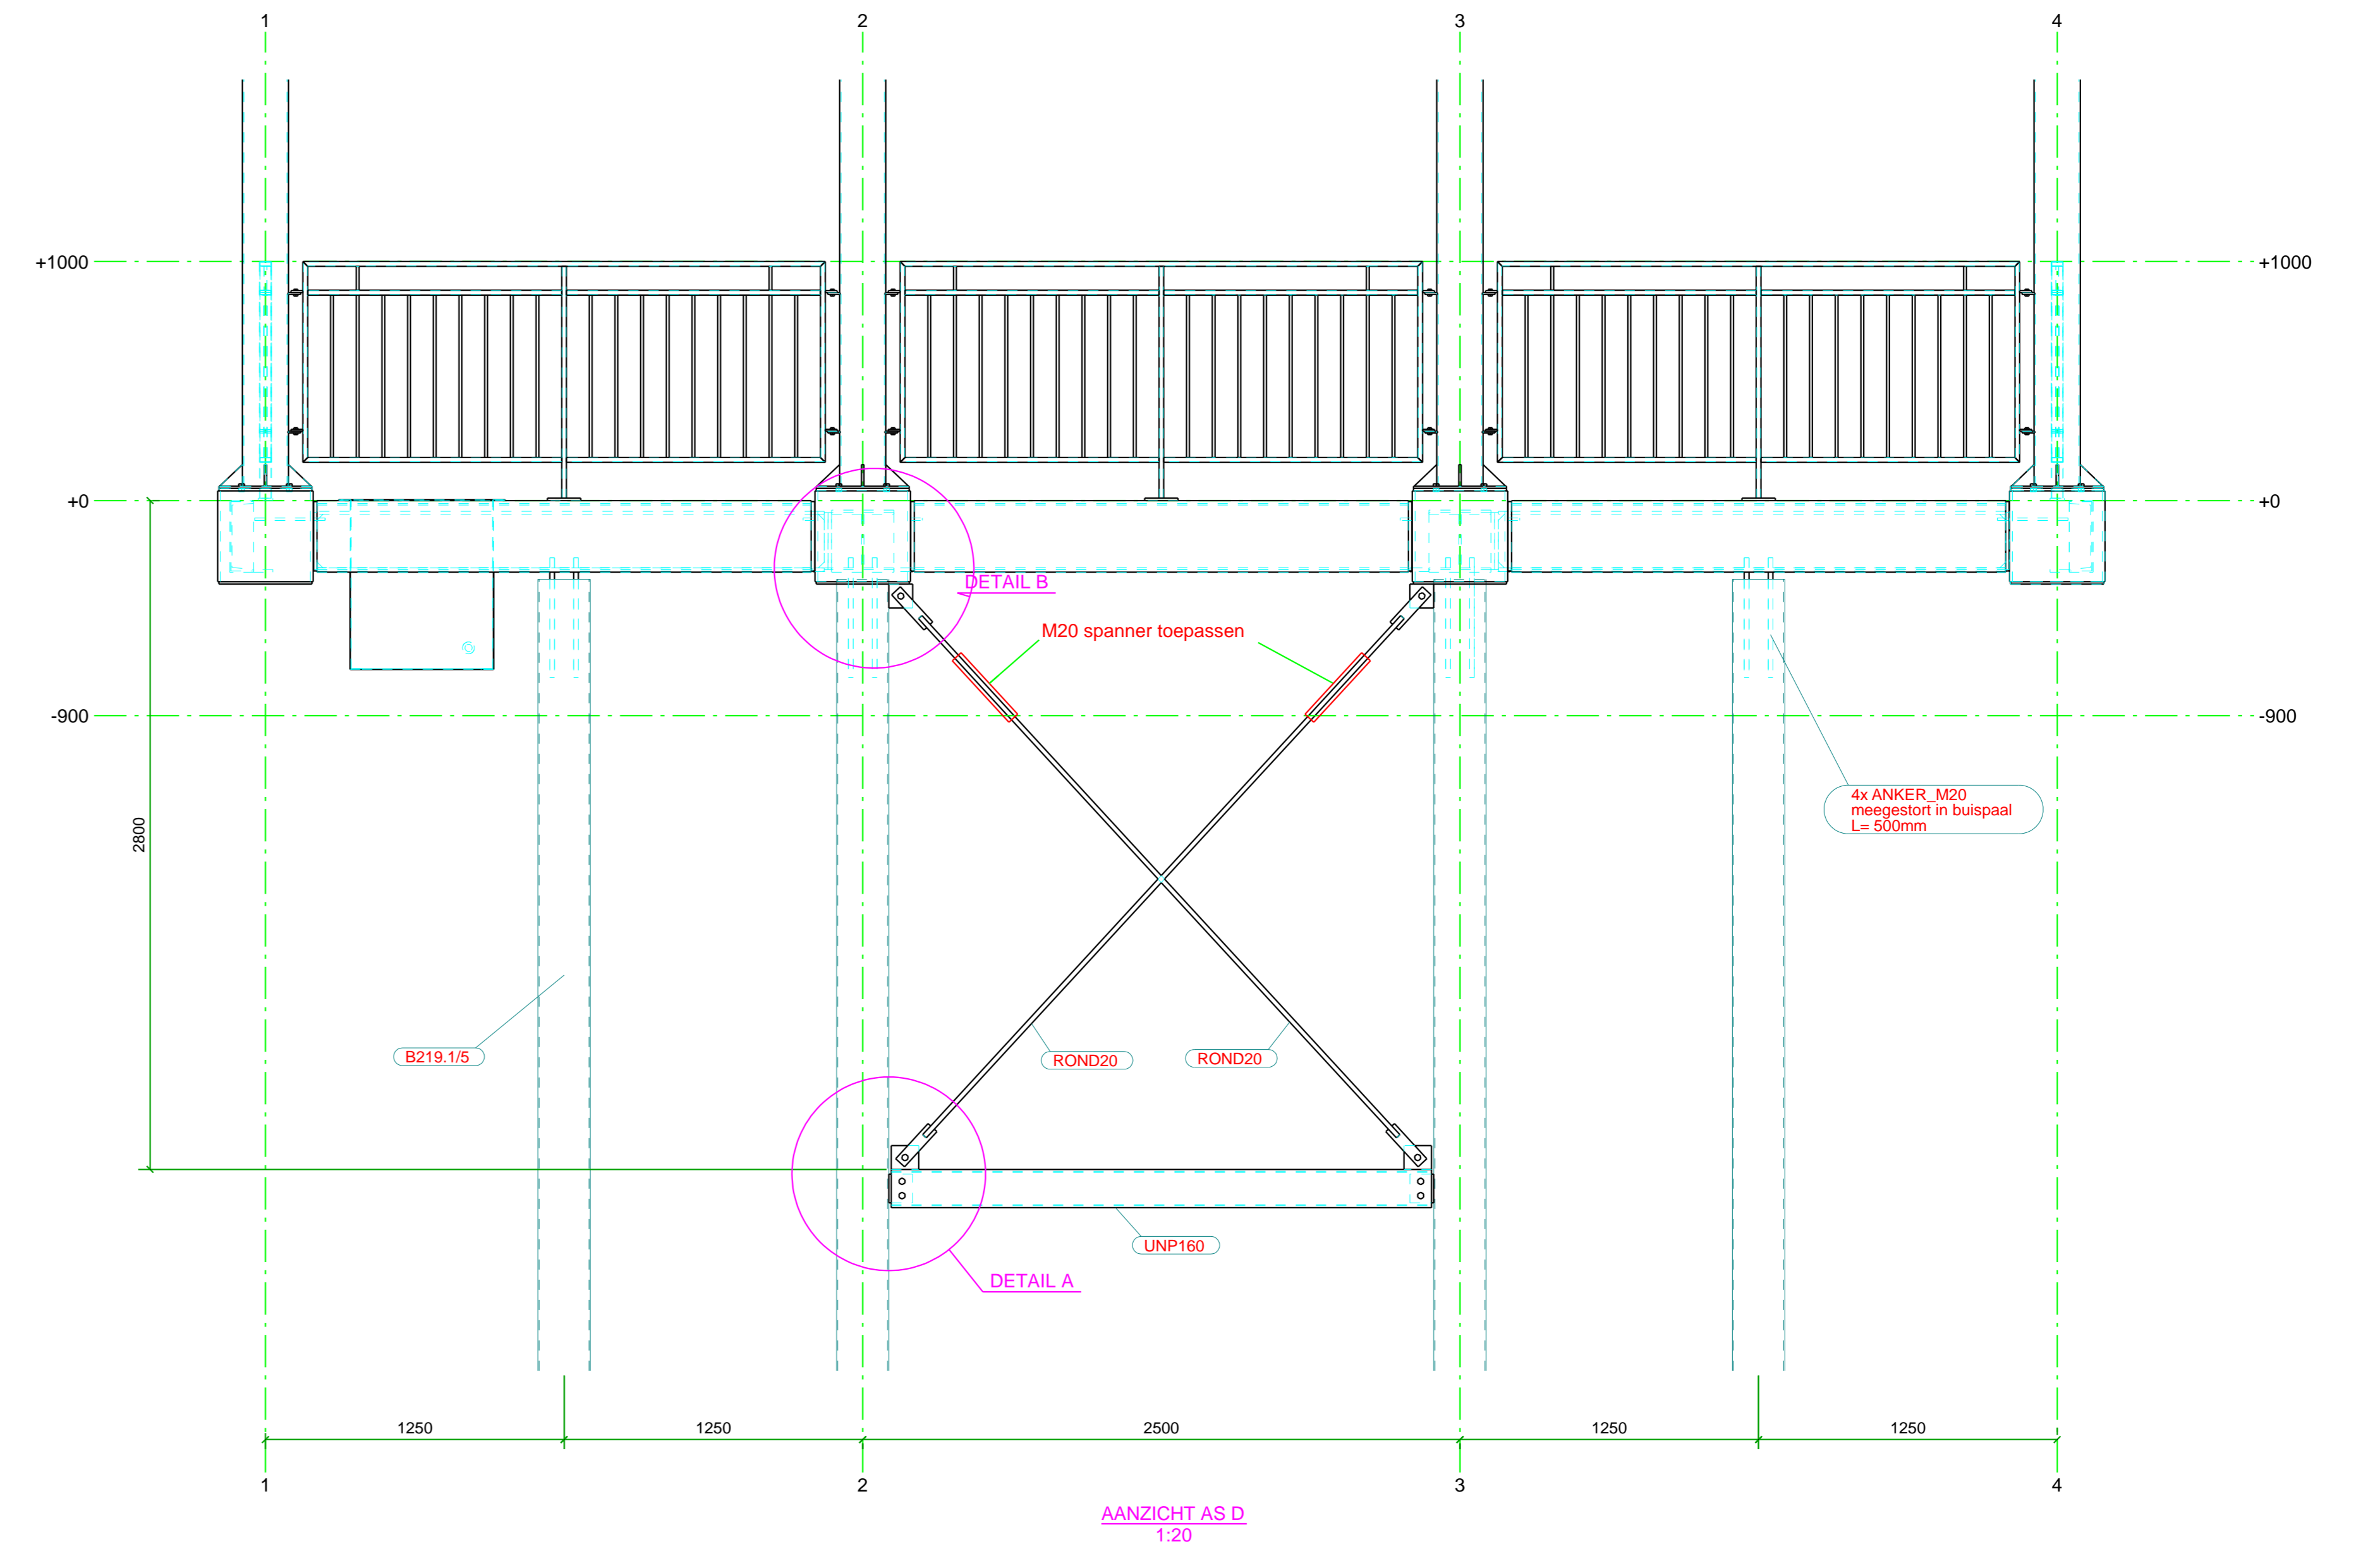 1 2 3 4
+1000 +1000
+0 +0
DETAIL B
M20 spanner toepassen
-900 -900
4x ANKER_M20
meegestort in buispaal
L= 500mm
2800
B219.1/5
ROND20 ROND20
UNP160
DETAIL A
1250 1250 2500 1250 1250
1 2 3 4
AANZICHT AS D
1:20